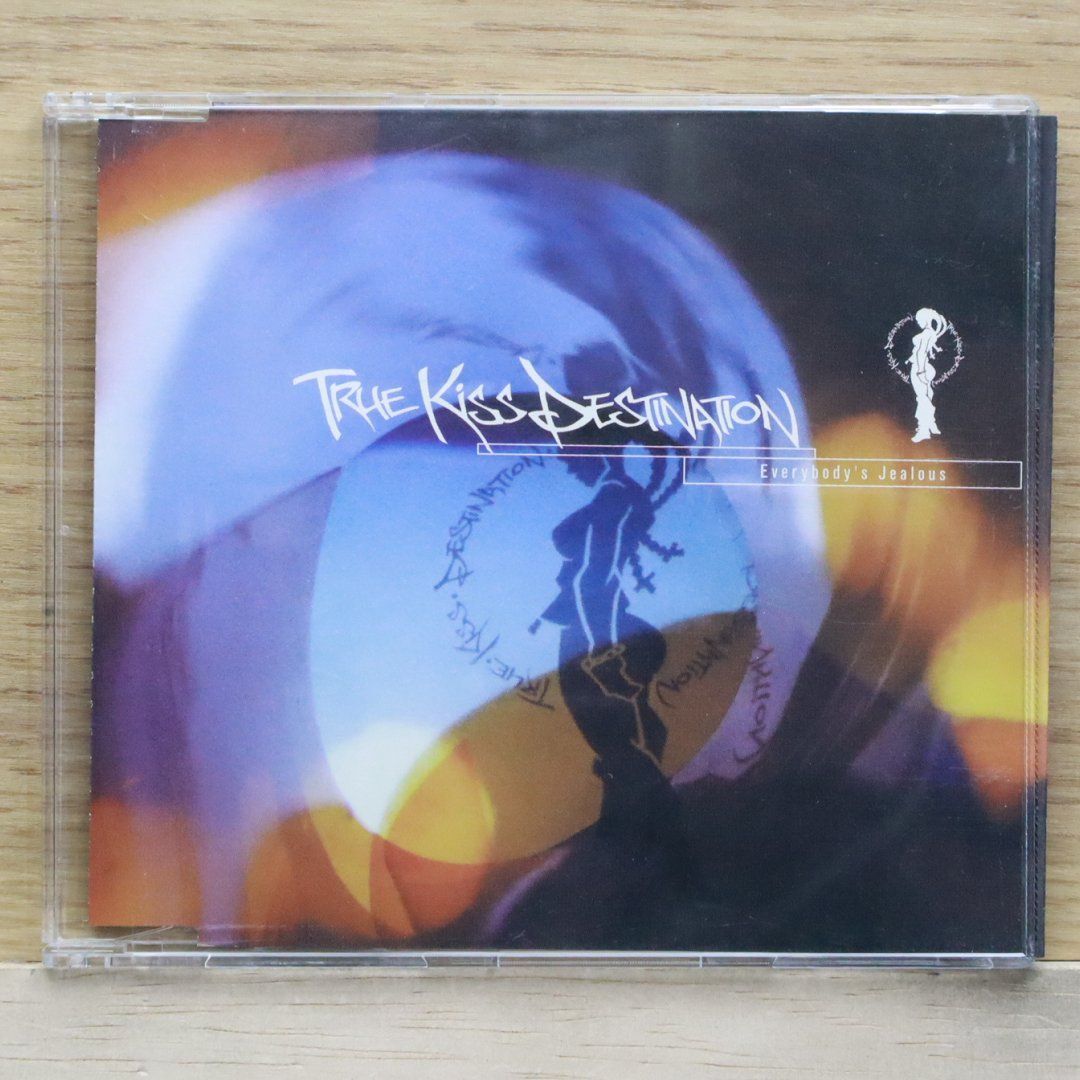 TRUE KiSS DESTiNATiON
Everybody's Jealous
TRUE·KiSS·DESTiNATiON·